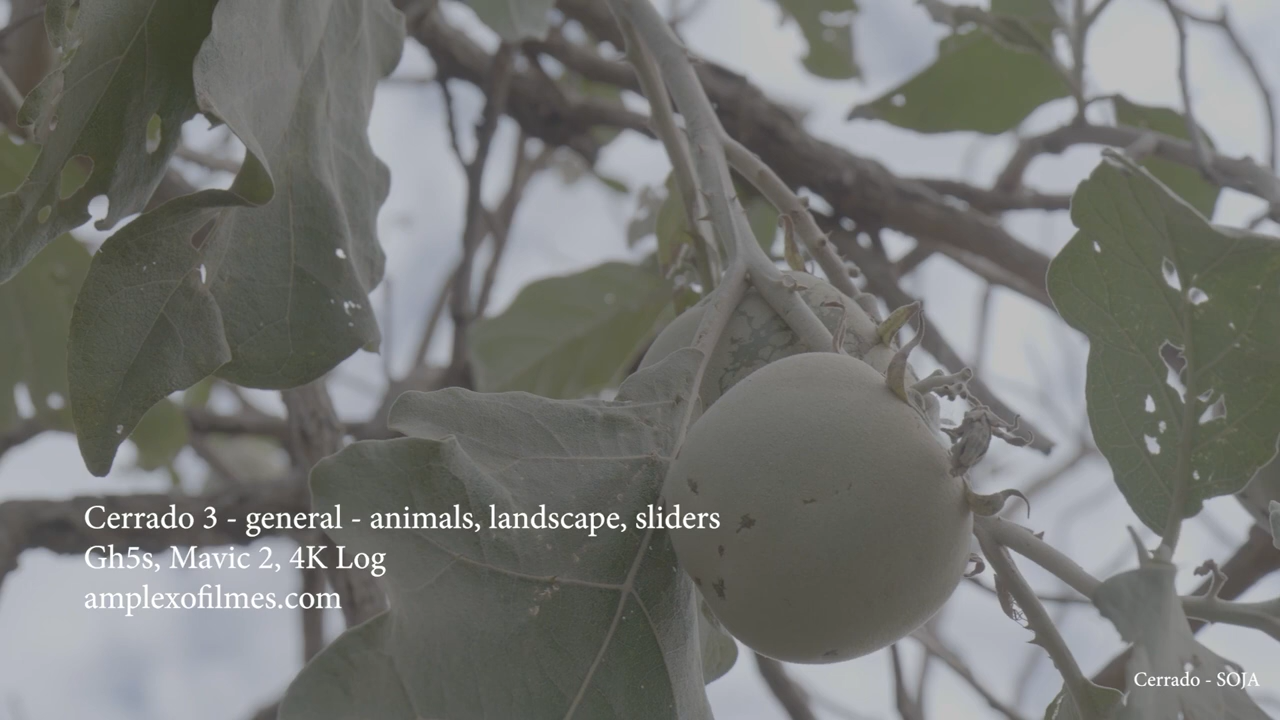 Cerrado 3 - general - animals, landscape, sliders
Gh5s, Mavic 2, 4K Log
amplexofilmes.com
Cerrado - SOJA